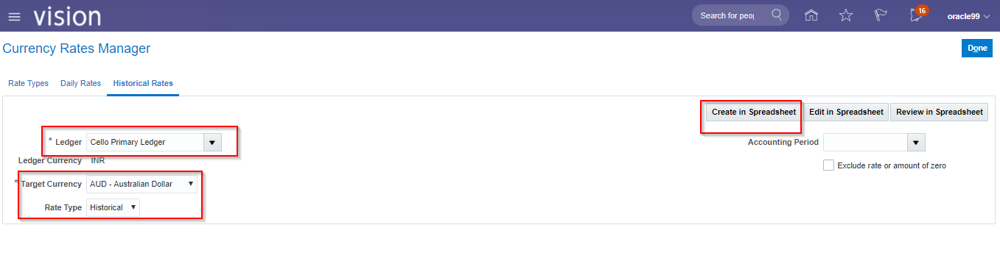 vision
Search for peop
16
oracle99
Currency Rates Manager
Done
Rate Types Daily Rates Historical Rates
Create in Spreadsheet Edit in Spreadsheet Review in Spreadsheet
* Ledger Cello Primary Ledger
Accounting Period
Ledger Currency INR
Exclude rate or amount of zero
* Target Currency AUD - Australian Dollar
Rate Type Historical